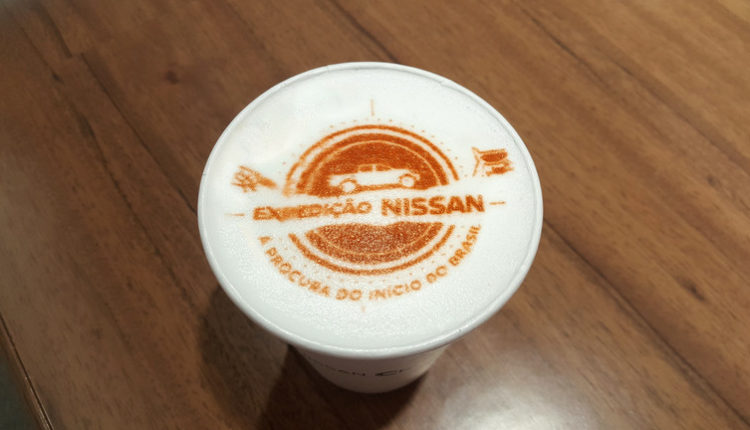 EXPEDIÇÃO NISSAN
A PROCURA DO INÍCIO DO BRASIL